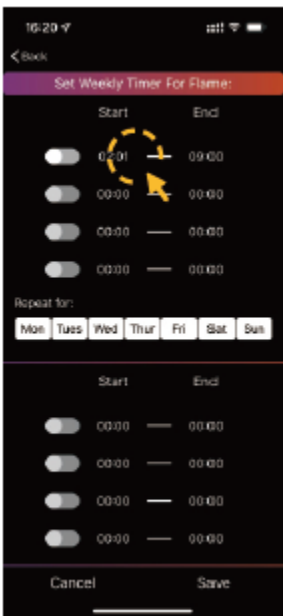 16:20
Back
Set Weekly Timer For Flame:
Start End
02:01 — 09:00
00:00 — 00:00
00:00 — 00:00
00:00 — 00:00
Repeat for:
Mon Tues Wed Thur Fri Sat Sun
Start End
00:00 — 00:00
00:00 — 00:00
00:00 — 00:00
00:00 — 00:00
Cancel Save